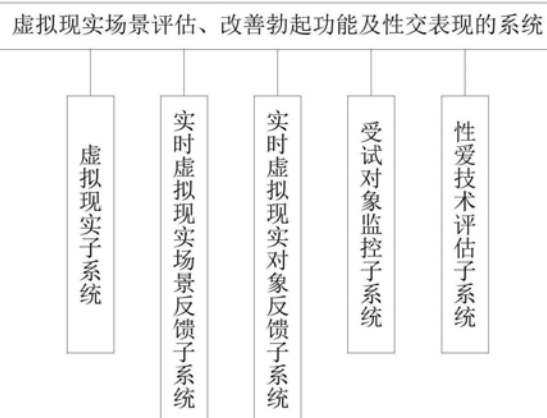 虚拟现实场景评估、改善勃起功能及性交表现的系统
虚拟现实子系统
实时虚拟现实场景反馈子系统
实时虚拟现实对象反馈子系统
受试对象监控子系统
性爱技术评估子系统